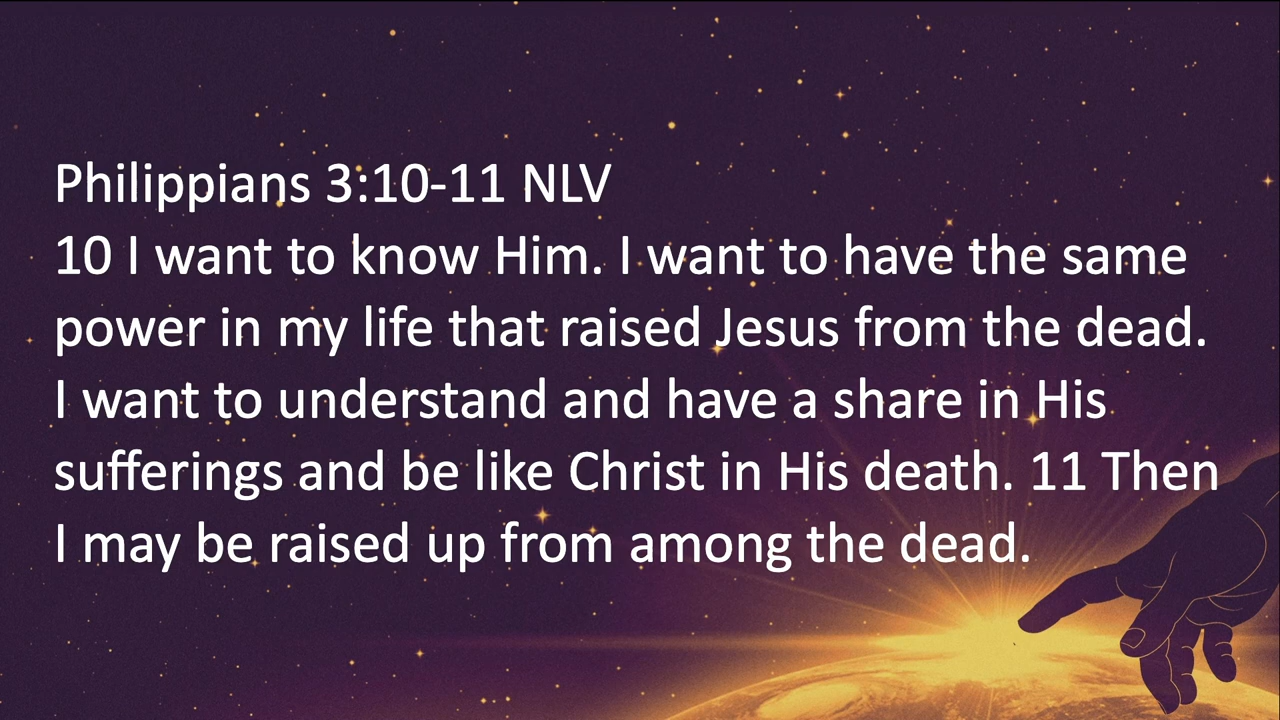 Philippians 3:10-11 NLV
10 I want to know Him. I want to have the same
power in my life that raised Jesus from the dead.
I want to understand and have a share in His
sufferings and be like Christ in His death. 11 Then
I may be raised up from among the dead.